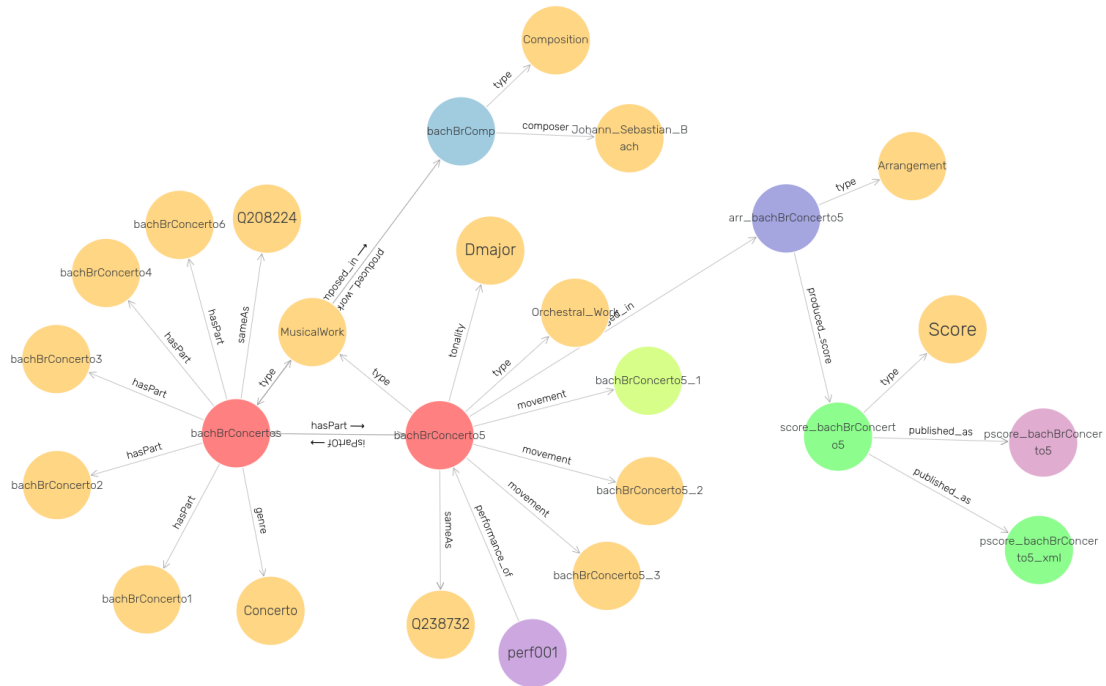 Composition
type
bachBrComp
composer
Johann_Sebastian_B
ach
Arrangement
type
arr_bachBrConcerto5
bachBrConcerto6
Q208224
bachBrConcerto4
Dmajor
produced_work
MusicalWork
Orchestral_Work
produced_score
Score
hasPart
hasPart
sameAs
hasPart
tonality
type
type
type
type
bachBrConcerto3
bachBrConcerto5_1
hasPart
movement
bachBrConcertos
hasPart →
← isPartOf
bachBrConcerto5
score_bachBrConcert
o5
published_as
pscore_bachBrConcer
to5
hasPart
movement
published_as
bachBrConcerto2
bachBrConcerto5_2
hasPart
genre
sameAs
performance_of
movement
pscore_bachBrConcer
to5_xml
bachBrConcerto5_3
bachBrConcerto1
Concerto
Q238732
perf001